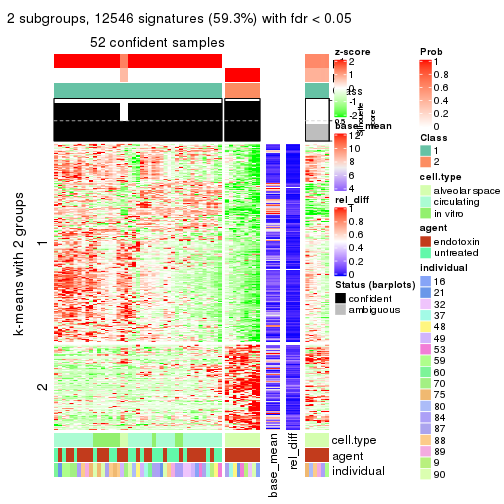 2 subgroups, 12546 signatures (59.3%) with fdr < 0.05
52 confident samples
k-means with 2 groups
1
2
z-score
2
1
0
-1
-2
base_mean
12
10
8
6
4
rel_diff
1
0.8
0.6
0.4
0.2
0
Status (barplots)
confident
ambiguous
Prob
1
0.8
0.6
0.4
0.2
0
Class
1
2
cell.type
alveolar space
circulating
in vitro
agent
endotoxin
untreated
individual
16
21
32
37
48
49
53
59
60
70
75
80
84
87
88
89
9
90
cell.type
agent
individual
base_mean
rel_diff